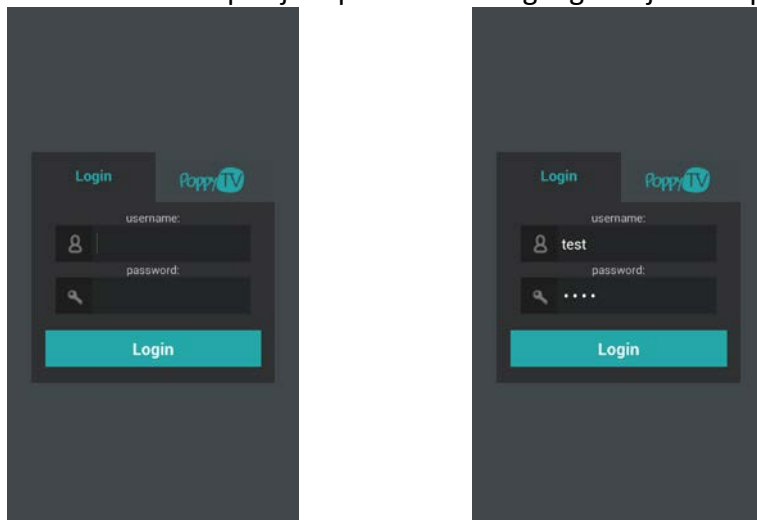 Login PoppyTV
username:
password:
Login
Login PoppyTV
username:
test
password:
••••
Login